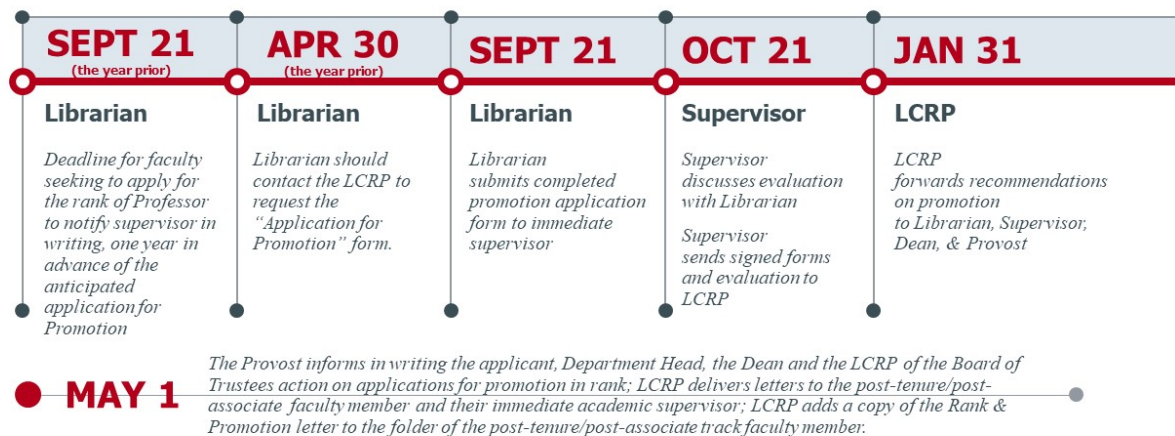 SEPT 21
(the year prior)
Librarian
Deadline for faculty
seeking to apply for
the rank of Professor
to notify supervisor in
writing, one year in
advance of the
anticipated
application for
Promotion
APR 30
(the year prior)
Librarian
Librarian should
contact the LCRP to
request the
“Application for
Promotion” form.
SEPT 21
Librarian
Librarian
submits completed
promotion application
form to immediate
supervisor
OCT 21
Supervisor
Supervisor
discusses evaluation
with Librarian
Supervisor
sends signed forms
and evaluation to
LCRP
JAN 31
LCRP
LCRP
forwards recommendations
on promotion
to Librarian, Supervisor,
Dean, & Provost
MAY 1
The Provost informs in writing the applicant, Department Head, the Dean and the LCRP of the Board of
Trustees action on applications for promotion in rank; LCRP delivers letters to the post-tenure/post-
associate faculty member and their immediate academic supervisor; LCRP adds a copy of the Rank &
Promotion letter to the folder of the post-tenure/post-associate track faculty member.